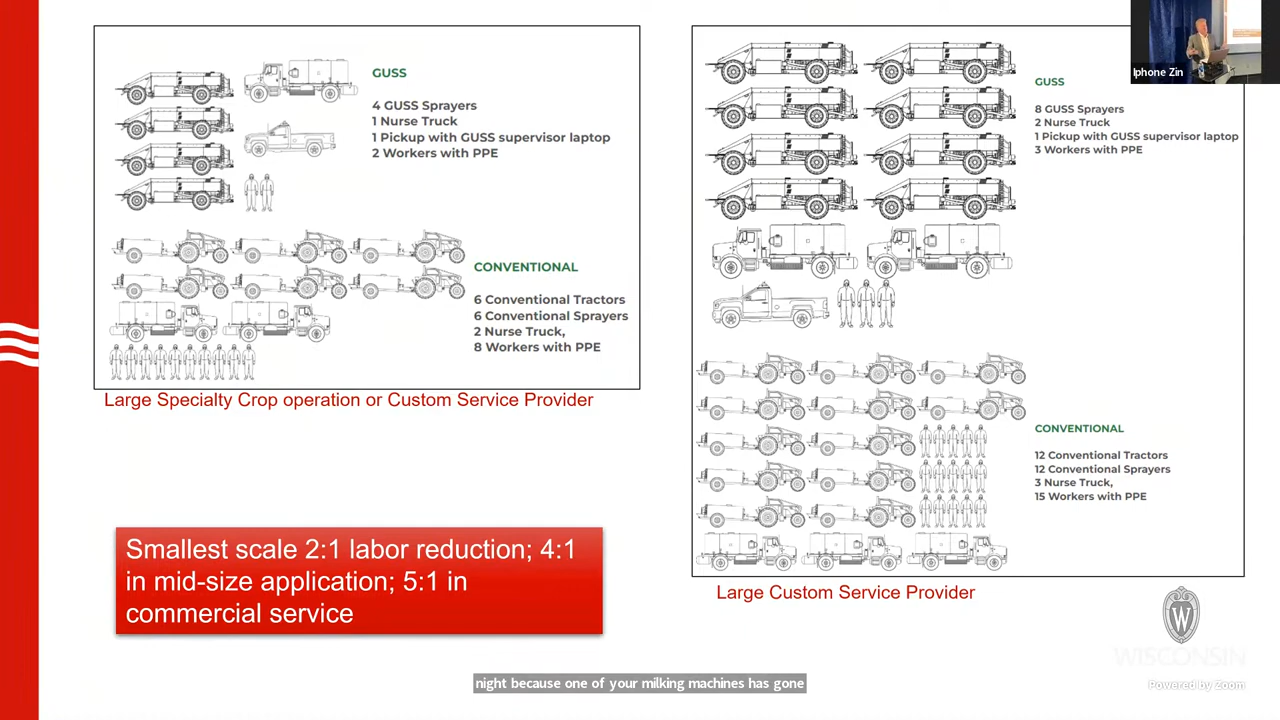 GUSS
4 GUSS Sprayers
1 Nurse Truck
1 Pickup with GUSS supervisor laptop
2 Workers with PPE
CONVENTIONAL
6 Conventional Tractors
6 Conventional Sprayers
2 Nurse Truck,
8 Workers with PPE
Large Specialty Crop operation or Custom Service Provider
Smallest scale 2:1 labor reduction; 4:1
in mid-size application; 5:1 in
commercial service
Iphone Zin
GUSS
8 GUSS Sprayers
2 Nurse Truck
1 Pickup with GUSS supervisor laptop
3 Workers with PPE
CONVENTIONAL
12 Conventional Tractors
12 Conventional Sprayers
3 Nurse Truck,
15 Workers with PPE
Large Custom Service Provider
W
WISCONSIN
Powered by Zoom
night because one of your milking machines has gone